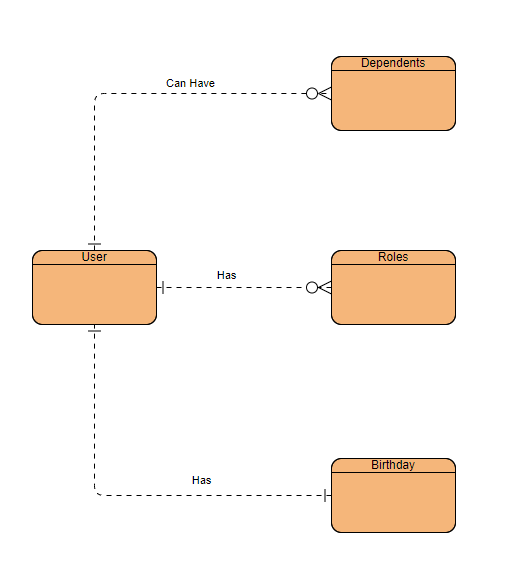 Dependents
Can Have
User
Has
Roles
Birthday
Has